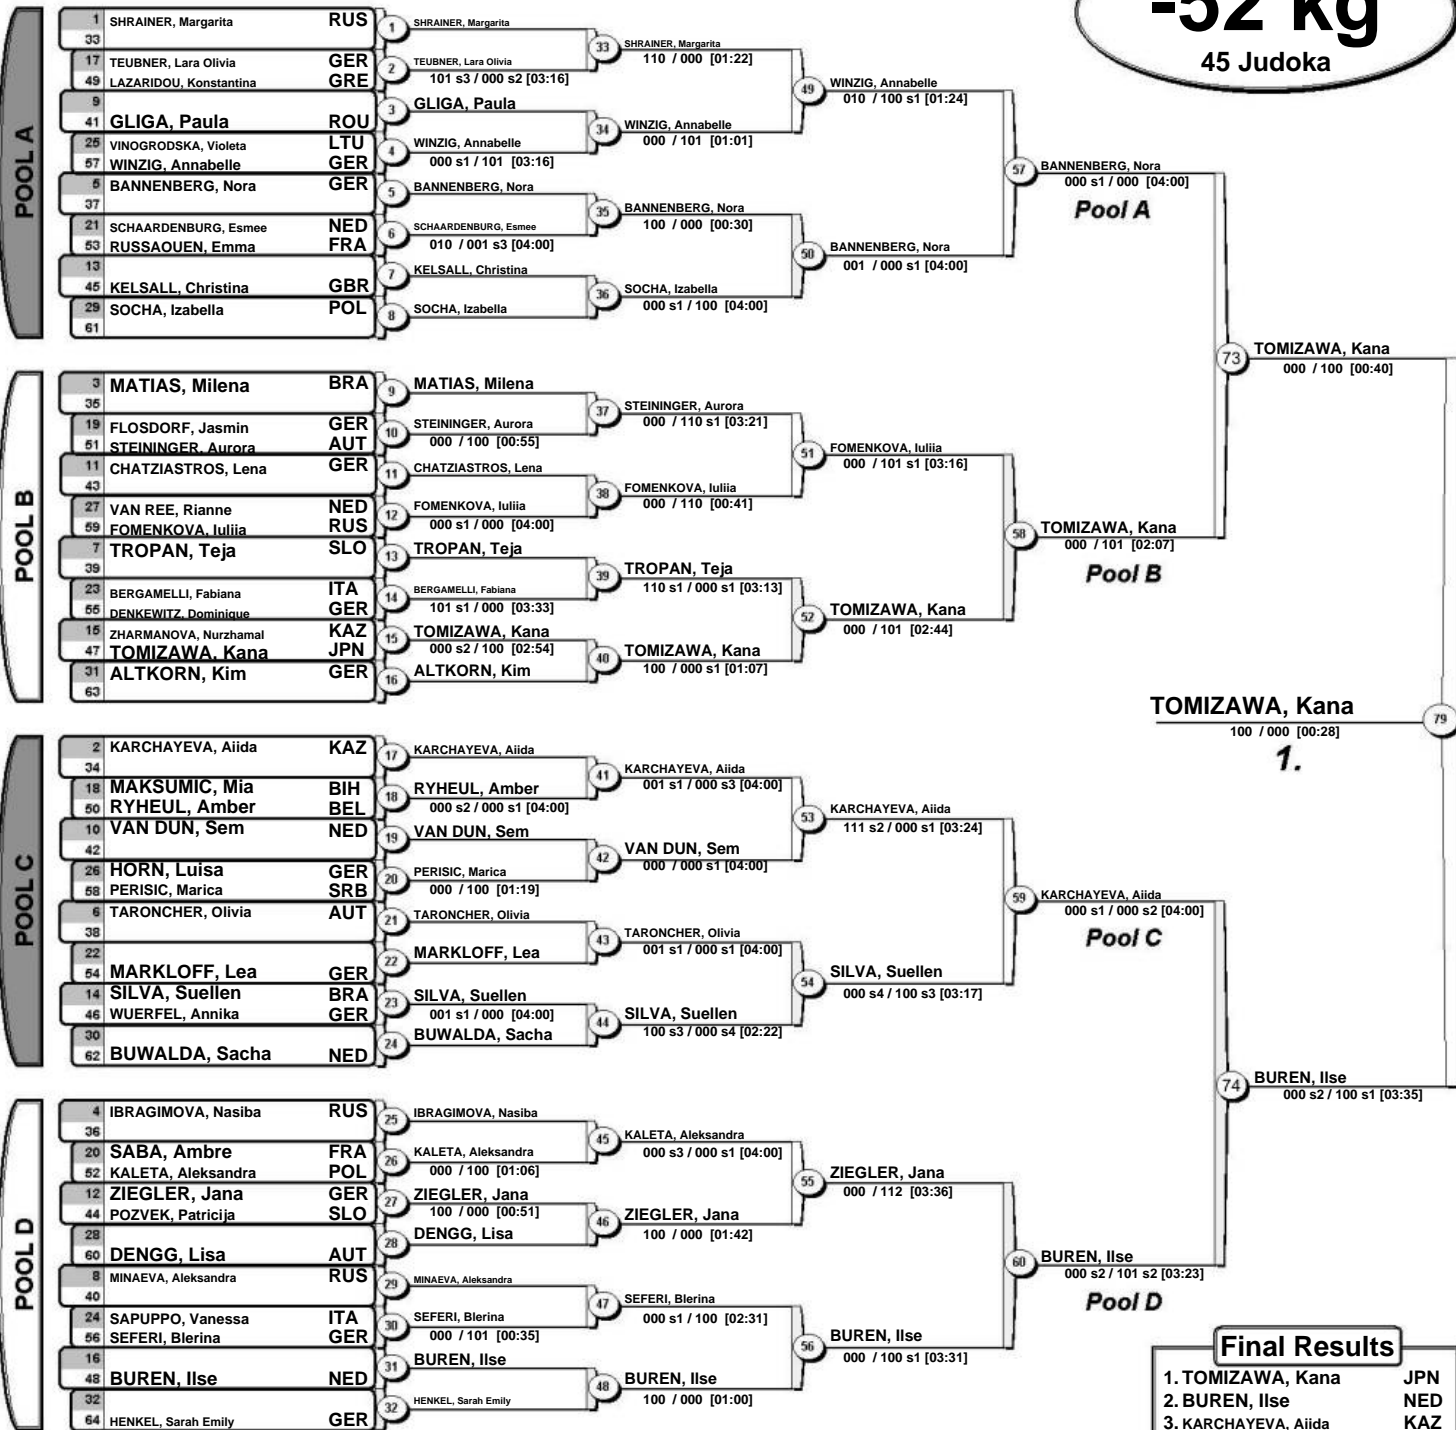 -52 kg
45 Judoka
POOL A
1 SHRAINER, Margarita RUS
33
17 TEUBNER, Lara Olivia GER
49 LAZARIDOU, Konstantina GRE
9
41 GLIGA, Paula ROU
25 VINOGRODSKA, Violeta LTU
57 WINZIG, Annabelle GER
5 BANNENBERG, Nora GER
37
21 SCHAARDENBURG, Esmee NED
53 RUSSAOUEN, Emma FRA
13
45 KELSALL, Christina GBR
29 SOCHA, Izabella POL
61
1 SHRAINER, Margarita
2 TEUBNER, Lara Olivia
101 s3 / 000 s2 [03:16]
3 GLIGA, Paula
4 WINZIG, Annabelle
000 s1 / 101 [03:16]
5 BANNENBERG, Nora
6 SCHAARDENBURG, Esmee
010 / 001 s3 [04:00]
7 KELSALL, Christina
8 SOCHA, Izabella
33 SHRAINER, Margarita
110 / 000 [01:22]
34 WINZIG, Annabelle
000 / 101 [01:01]
35 BANNENBERG, Nora
100 / 000 [00:30]
36 SOCHA, Izabella
000 s1 / 100 [04:00]
49 WINZIG, Annabelle
010 / 100 s1 [01:24]
50 BANNENBERG, Nora
001 / 000 s1 [04:00]
57 BANNENBERG, Nora
000 s1 / 000 [04:00]
Pool A
POOL B
3 MATIAS, Milena BRA
35
19 FLOSDORF, Jasmin GER
51 STEININGER, Aurora AUT
11 CHATZIASTROS, Lena GER
43
27 VAN REE, Rianne NED
59 FOMENKOVA, Iuliia RUS
7 TROPAN, Teja SLO
39
23 BERGAMELLI, Fabiana ITA
55 DENKEWITZ, Dominique GER
15 ZHARMANOVA, Nurzhamal KAZ
47 TOMIZAWA, Kana JPN
31 ALTKORN, Kim GER
63
9 MATIAS, Milena
10 STEININGER, Aurora
000 / 100 [00:55]
11 CHATZIASTROS, Lena
12 FOMENKOVA, Iuliia
000 s1 / 000 [04:00]
13 TROPAN, Teja
14 BERGAMELLI, Fabiana
101 s1 / 000 [03:33]
15 TOMIZAWA, Kana
000 s2 / 100 [02:54]
16 ALTKORN, Kim
37 STEININGER, Aurora
000 / 110 s1 [03:21]
38 FOMENKOVA, Iuliia
000 / 110 [00:41]
39 TROPAN, Teja
110 s1 / 000 s1 [03:13]
40 TOMIZAWA, Kana
100 / 000 s1 [01:07]
51 FOMENKOVA, Iuliia
000 / 101 s1 [03:16]
52 TOMIZAWA, Kana
000 / 101 [02:44]
58 TOMIZAWA, Kana
000 / 101 [02:07]
Pool B
73 TOMIZAWA, Kana
000 / 100 [00:40]
TOMIZAWA, Kana
79
100 / 000 [00:28]
1.
POOL C
2 KARCHAYEVA, Aiida KAZ
34
18 MAKSUMIC, Mia BIH
50 RYHEUL, Amber BEL
10 VAN DUN, Sem NED
42
26 HORN, Luisa GER
58 PERISIC, Marica SRB
6 TARONCHER, Olivia AUT
38
22
54 MARKLOFF, Lea GER
14 SILVA, Suellen BRA
46 WUERFEL, Annika GER
30
62 BUWALDA, Sacha NED
17 KARCHAYEVA, Aiida
18 RYHEUL, Amber
000 s2 / 000 s1 [04:00]
19 VAN DUN, Sem
20 PERISIC, Marica
000 / 100 [01:19]
21 TARONCHER, Olivia
22 MARKLOFF, Lea
23 SILVA, Suellen
001 s1 / 000 [04:00]
24 BUWALDA, Sacha
41 KARCHAYEVA, Aiida
001 s1 / 000 s3 [04:00]
42 VAN DUN, Sem
000 / 000 s1 [04:00]
43 TARONCHER, Olivia
001 s1 / 000 s1 [04:00]
44 SILVA, Suellen
100 s3 / 000 s4 [02:22]
53 KARCHAYEVA, Aiida
111 s2 / 000 s1 [03:24]
54 SILVA, Suellen
000 s4 / 100 s3 [03:17]
59 KARCHAYEVA, Aiida
000 s1 / 000 s2 [04:00]
Pool C
74 BUREN, Ilse
000 s2 / 100 s1 [03:35]
POOL D
4 IBRAGIMOVA, Nasiba RUS
36
20 SABA, Ambre FRA
52 KALETA, Aleksandra POL
12 ZIEGLER, Jana GER
44 POZVEK, Patricija SLO
28
60 DENGG, Lisa AUT
8 MINAEVA, Aleksandra RUS
40
24 SAPUPPO, Vanessa ITA
56 SEFERI, Blerina GER
16
48 BUREN, Ilse NED
32
64 HENKEL, Sarah Emily GER
25 IBRAGIMOVA, Nasiba
26 KALETA, Aleksandra
000 / 100 [01:06]
27 ZIEGLER, Jana
100 / 000 [00:51]
28 DENGG, Lisa
29 MINAEVA, Aleksandra
30 SEFERI, Blerina
000 / 101 [00:35]
31 BUREN, Ilse
32 HENKEL, Sarah Emily
45 KALETA, Aleksandra
000 s3 / 000 s1 [04:00]
46 ZIEGLER, Jana
100 / 000 [01:42]
47 SEFERI, Blerina
000 s1 / 100 [02:31]
48 BUREN, Ilse
100 / 000 [01:00]
55 ZIEGLER, Jana
000 / 112 [03:36]
56 BUREN, Ilse
000 / 100 s1 [03:31]
60 BUREN, Ilse
000 s2 / 101 s2 [03:23]
Pool D
Final Results
1. TOMIZAWA, Kana JPN
2. BUREN, Ilse NED
3. KARCHAYEVA, Aiida KAZ